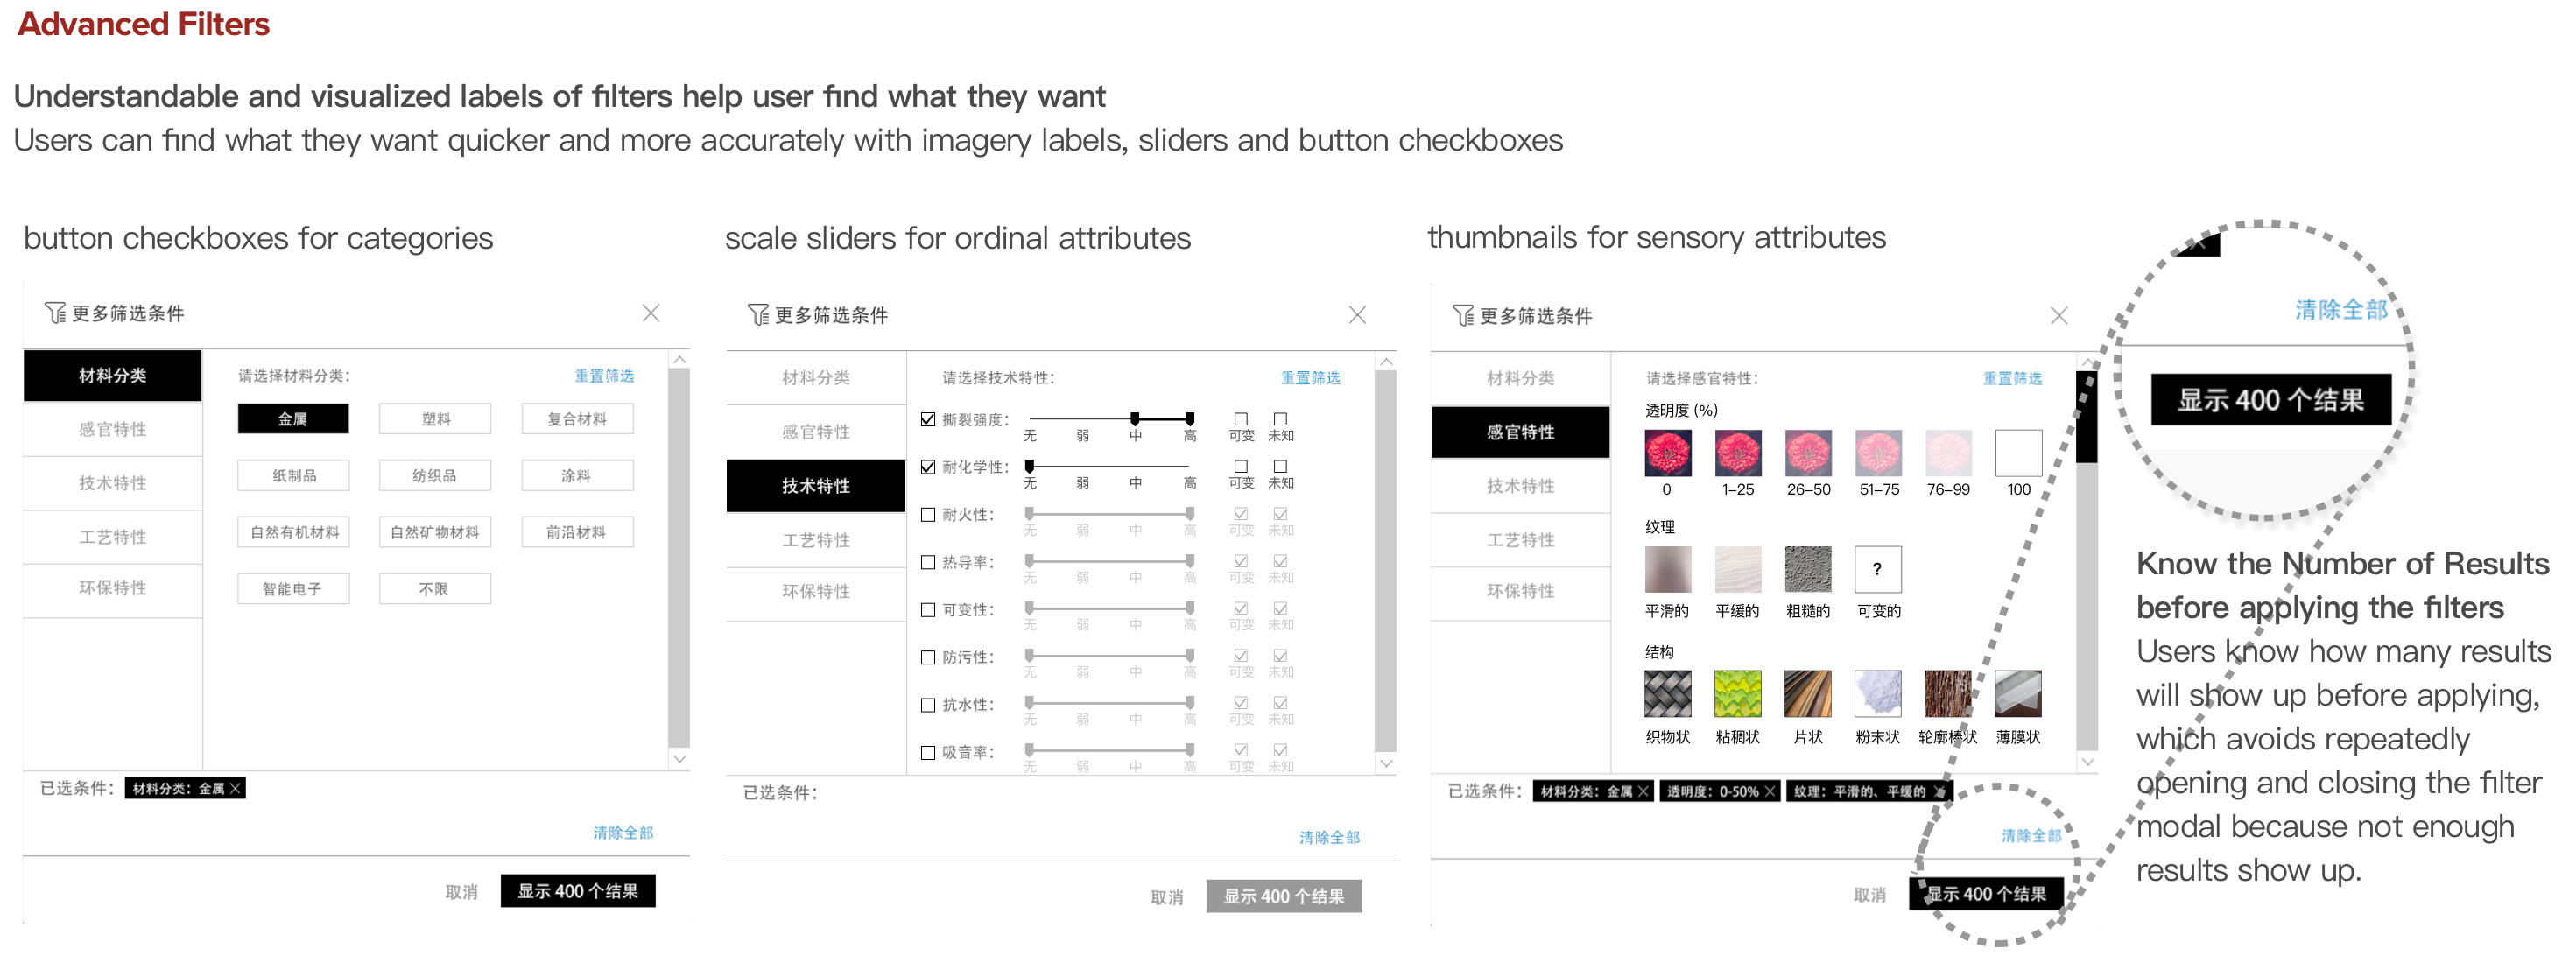 Advanced Filters
Understandable and visualized labels of filters help user find what they want
Users can find what they want quicker and more accurately with imagery labels, sliders and button checkboxes
button checkboxes for categories
更多筛选条件
材料分类
感官特性
技术特性
工艺特性
环保特性
请选择材料分类：
重置筛选
金属 塑料 复合材料
纸制品 纺织品 涂料
自然有机材料 自然矿物材料 前沿材料
智能电子 不限
已选条件： 材料分类：金属 ×
清除全部
取消 显示 400 个结果
scale sliders for ordinal attributes
更多筛选条件
材料分类
感官特性
技术特性
工艺特性
环保特性
请选择技术特性：
重置筛选
撕裂强度：
无 弱 中 高 可变 未知
耐化学性：
无 弱 中 高 可变 未知
耐火性：
无 弱 中 高 可变 未知
热导率：
无 弱 中 高 可变 未知
可变性：
无 弱 中 高 可变 未知
防污性：
无 弱 中 高 可变 未知
抗水性：
无 弱 中 高 可变 未知
吸音率：
无 弱 中 高 可变 未知
已选条件：
清除全部
取消 显示 400 个结果
thumbnails for sensory attributes
更多筛选条件
材料分类
感官特性
技术特性
工艺特性
环保特性
请选择感官特性：
重置筛选
透明度 (%)
0 1-25 26-50 51-75 76-99 100
纹理
?
平滑的 平缓的 粗糙的 可变的
结构
织物状 粘稠状 片状 粉末状 轮廓棒状 薄膜状
已选条件： 材料分类：金属 × 透明度：0-50% × 纹理：平滑的、平缓的 ×
清除全部
取消 显示 400 个结果
清除全部
显示 400 个结果
Know the Number of Results
before applying the filters
Users know how many results
will show up before applying,
which avoids repeatedly
opening and closing the filter
modal because not enough
results show up.